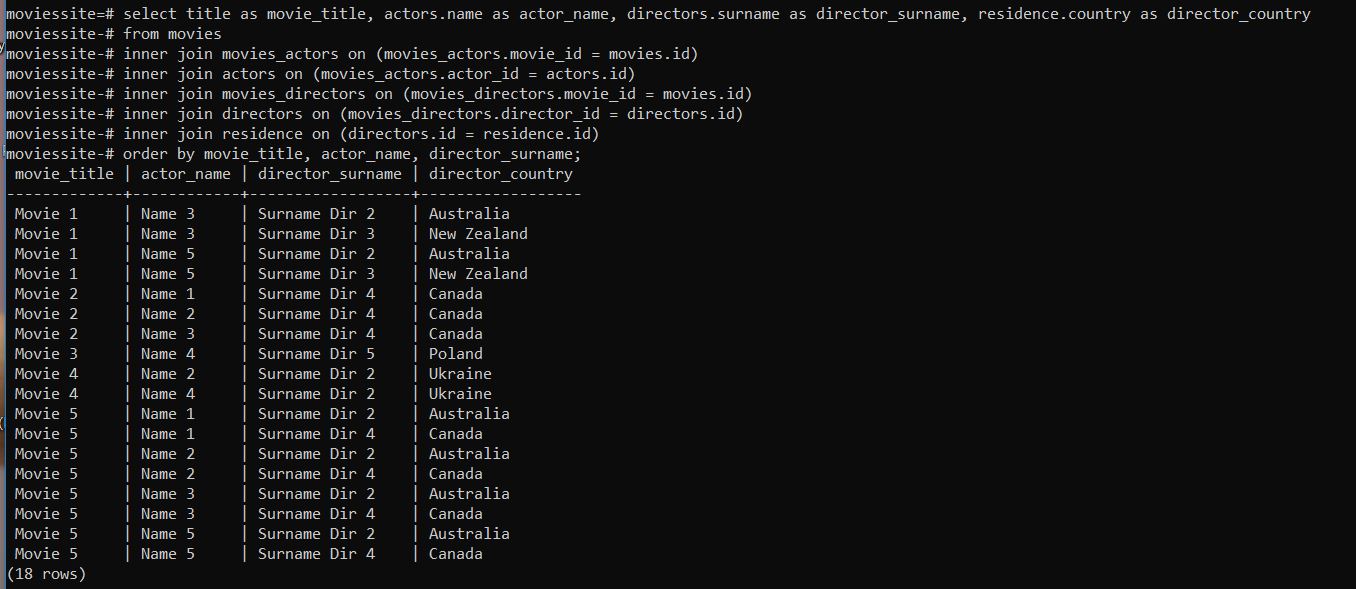 moviessite=# select title as movie_title, actors.name as actor_name, directors.surname as director_surname, residence.country as director_country
moviessite-# from movies
moviessite-# inner join movies_actors on (movies_actors.movie_id = movies.id)
moviessite-# inner join actors on (movies_actors.actor_id = actors.id)
moviessite-# inner join movies_directors on (movies_directors.movie_id = movies.id)
moviessite-# inner join directors on (movies_directors.director_id = directors.id)
moviessite-# inner join residence on (directors.id = residence.id)
moviessite-# order by movie_title, actor_name, director_surname;
 movie_title | actor_name | director_surname | director_country
-------------+------------+------------------+------------------
 Movie 1     | Name 3     | Surname Dir 2    | Australia
 Movie 1     | Name 3     | Surname Dir 3    | New Zealand
 Movie 1     | Name 5     | Surname Dir 2    | Australia
 Movie 1     | Name 5     | Surname Dir 3    | New Zealand
 Movie 2     | Name 1     | Surname Dir 4    | Canada
 Movie 2     | Name 2     | Surname Dir 4    | Canada
 Movie 2     | Name 3     | Surname Dir 4    | Canada
 Movie 3     | Name 4     | Surname Dir 5    | Poland
 Movie 4     | Name 2     | Surname Dir 2    | Ukraine
 Movie 4     | Name 4     | Surname Dir 2    | Ukraine
 Movie 5     | Name 1     | Surname Dir 2    | Australia
 Movie 5     | Name 1     | Surname Dir 4    | Canada
 Movie 5     | Name 2     | Surname Dir 2    | Australia
 Movie 5     | Name 2     | Surname Dir 4    | Canada
 Movie 5     | Name 3     | Surname Dir 2    | Australia
 Movie 5     | Name 3     | Surname Dir 4    | Canada
 Movie 5     | Name 5     | Surname Dir 2    | Australia
 Movie 5     | Name 5     | Surname Dir 4    | Canada
(18 rows)